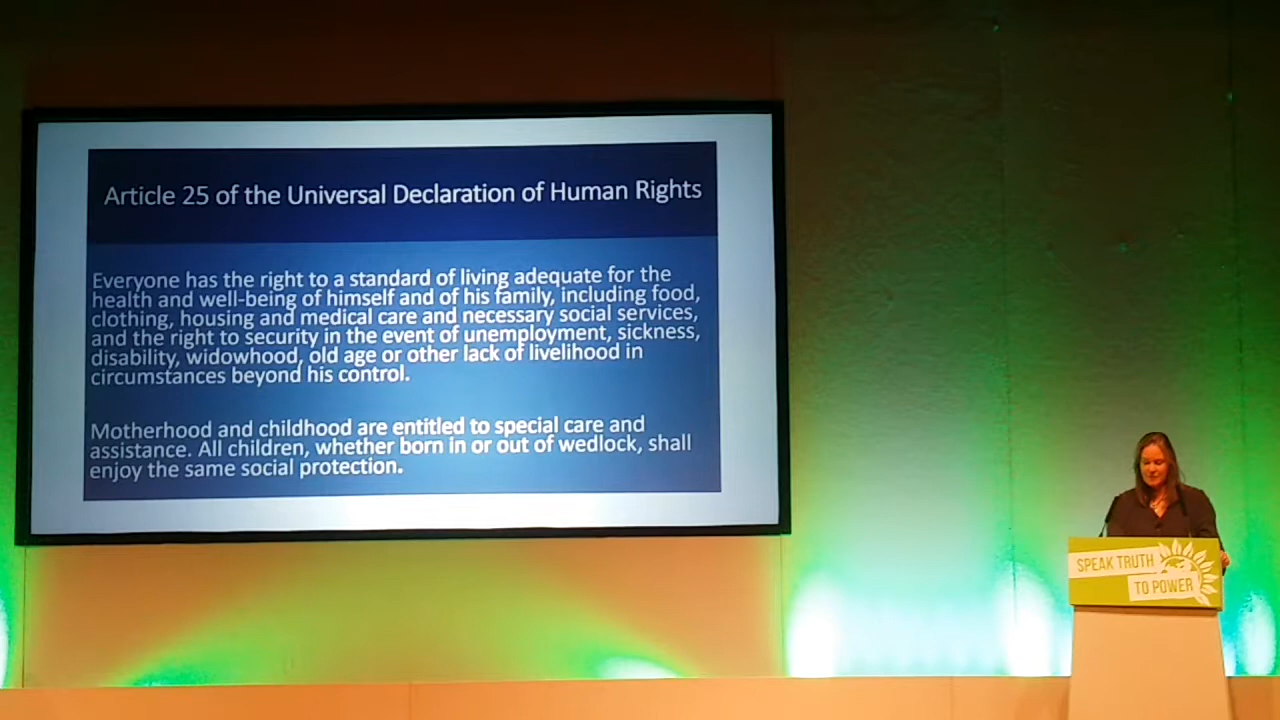 Article 25 of the Universal Declaration of Human Rights
Everyone has the right to a standard of living adequate for the
health and well-being of himself and of his family, including food,
clothing, housing and medical care and necessary social services,
and the right to security in the event of unemployment, sickness,
disability, widowhood, old age or other lack of livelihood in
circumstances beyond his control.
Motherhood and childhood are entitled to special care and
assistance. All children, whether born in or out of wedlock, shall
enjoy the same social protection.
SPEAK TRUTH
TO POWER